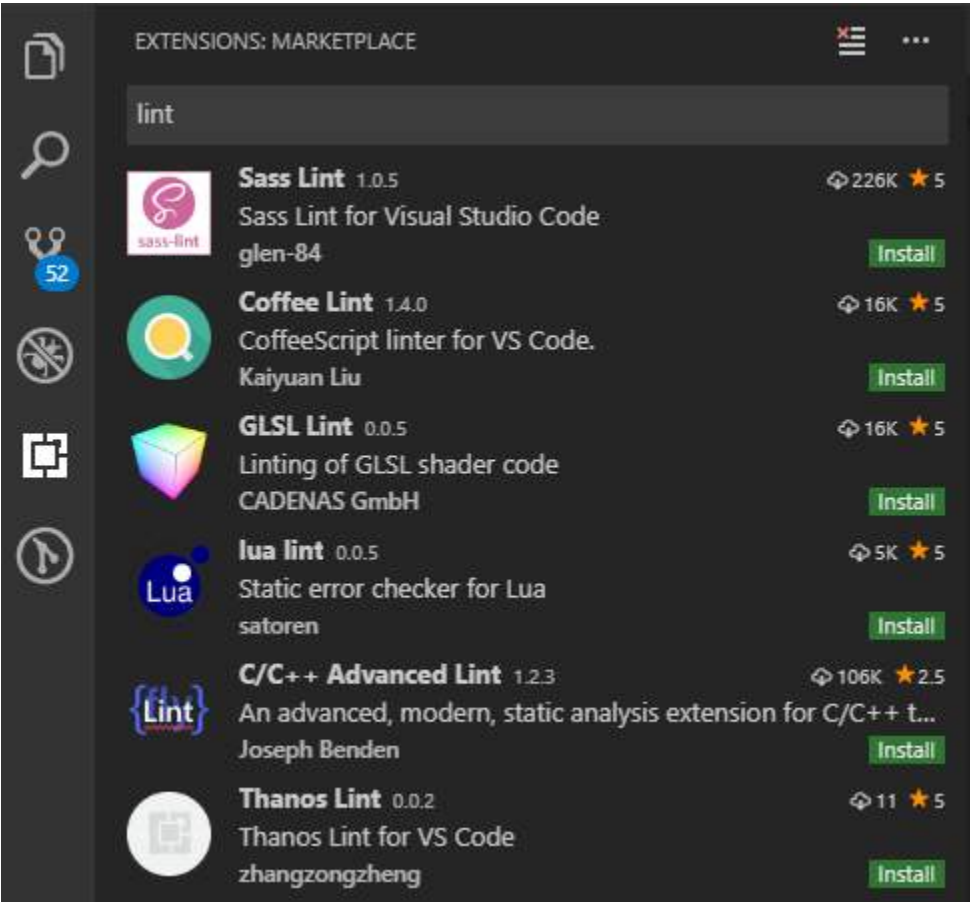 EXTENSIONS: MARKETPLACE
lint
Sass Lint 1.0.5 226K 5
Sass Lint for Visual Studio Code
sass-lint
glen-84 Install
52
Coffee Lint 1.4.0 16K 5
CoffeeScript linter for VS Code.
Kaiyuan Liu Install
GLSL Lint 0.0.5 16K 5
Linting of GLSL shader code
CADENAS GmbH Install
lua lint 0.0.5 5K 5
Lua
Static error checker for Lua
satoren Install
C/C++ Advanced Lint 1.2.3 106K 2.5
{Lint}
An advanced, modern, static analysis extension for C/C++ t...
Joseph Benden Install
Thanos Lint 0.0.2 11 5
Thanos Lint for VS Code
zhangzongzheng Install